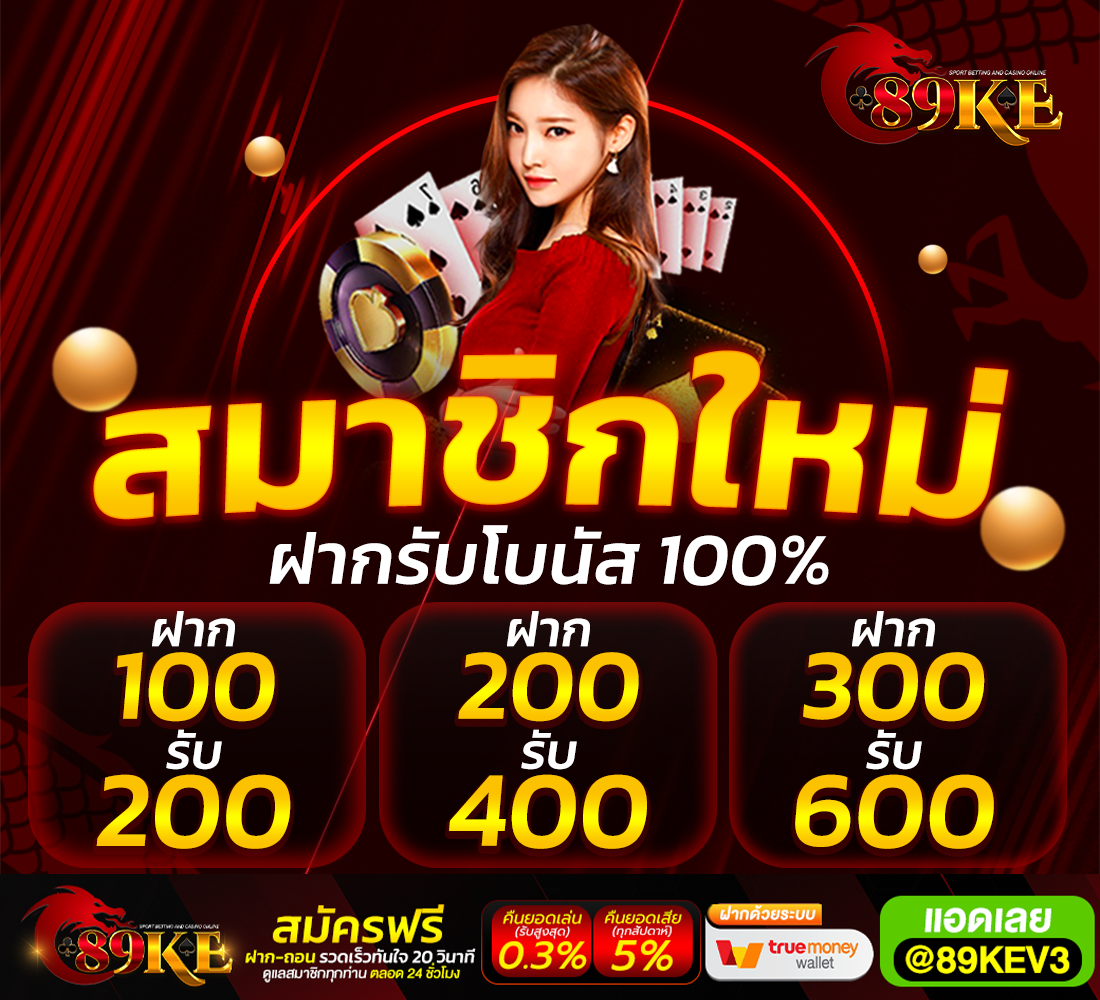 SPORT BETTING AND CASINO ONLINE
89KE
สมาชิกใหม่
ฝากรับโบนัส 100%
ฝาก
100
รับ
200
ฝาก
200
รับ
400
ฝาก
300
รับ
600
SPORT BETTING AND CASINO ONLINE
89KE
สมัครฟรี
ฝาก-ถอน รวดเร็วทันใจ 20 วินาที
ดูแลสมาชิกทุกท่าน ตลอด 24 ชั่วโมง
คืนยอดเล่น
(รับสูงสุด)
0.3%
คืนยอดเสีย
(ทุกสัปดาห์)
5%
ฝากด้วยระบบ
truemoney
wallet
แอดเลย
@89KEV3